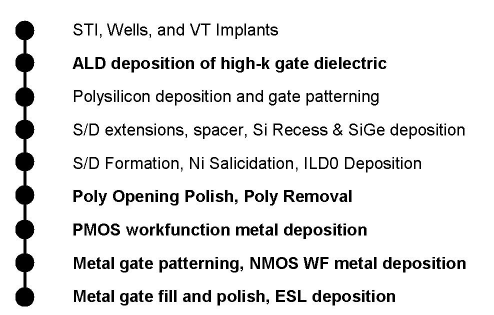 STI, Wells, and VT Implants
ALD deposition of high-k gate dielectric
Polysilicon deposition and gate patterning
S/D extensions, spacer, Si Recess & SiGe deposition
S/D Formation, Ni Salicidation, ILD0 Deposition
Poly Opening Polish, Poly Removal
PMOS workfunction metal deposition
Metal gate patterning, NMOS WF metal deposition
Metal gate fill and polish, ESL deposition